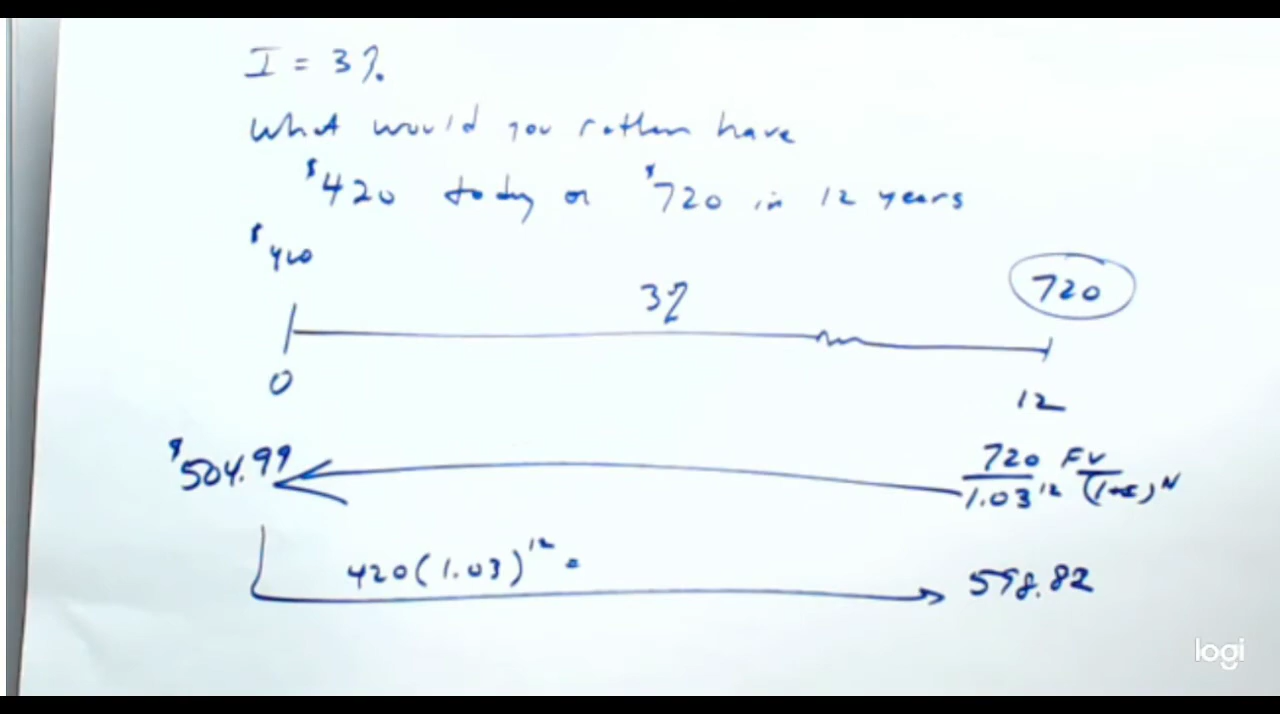 I = 3%
What would you rather have
$420 today or $720 in 12 years
$420
720
3%
0
12
$504.99
720 FV
1.03^12 (1+I)^N
420(1.03)^12 =
598.82
logi